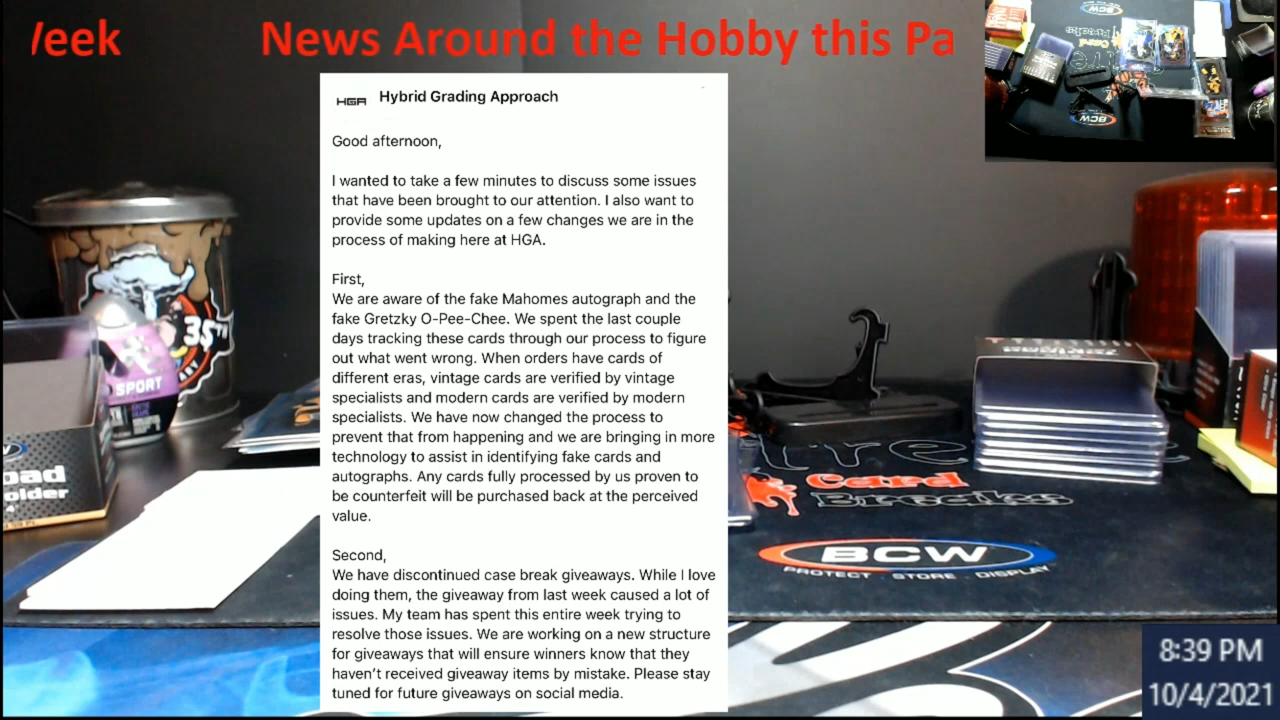 Week
News Around the Hobby this Pa
HGA Hybrid Grading Approach
Good afternoon,
I wanted to take a few minutes to discuss some issues
that have been brought to our attention. I also want to
provide some updates on a few changes we are in the
process of making here at HGA.
First,
We are aware of the fake Mahomes autograph and the
fake Gretzky O-Pee-Chee. We spent the last couple
days tracking these cards through our process to figure
out what went wrong. When orders have cards of
different eras, vintage cards are verified by vintage
specialists and modern cards are verified by modern
specialists. We have now changed the process to
prevent that from happening and we are bringing in more
technology to assist in identifying fake cards and
autographs. Any cards fully processed by us proven to
be counterfeit will be purchased back at the perceived
value.
Second,
We have discontinued case break giveaways. While I love
doing them, the giveaway from last week caused a lot of
issues. My team has spent this entire week trying to
resolve those issues. We are working on a new structure
for giveaways that will ensure winners know that they
haven't received giveaway items by mistake. Please stay
tuned for future giveaways on social media.
35TH
SPORT
Card
Breaks
BCW
PROTECT · STORE · DISPLAY
8:39 PM
10/4/2021